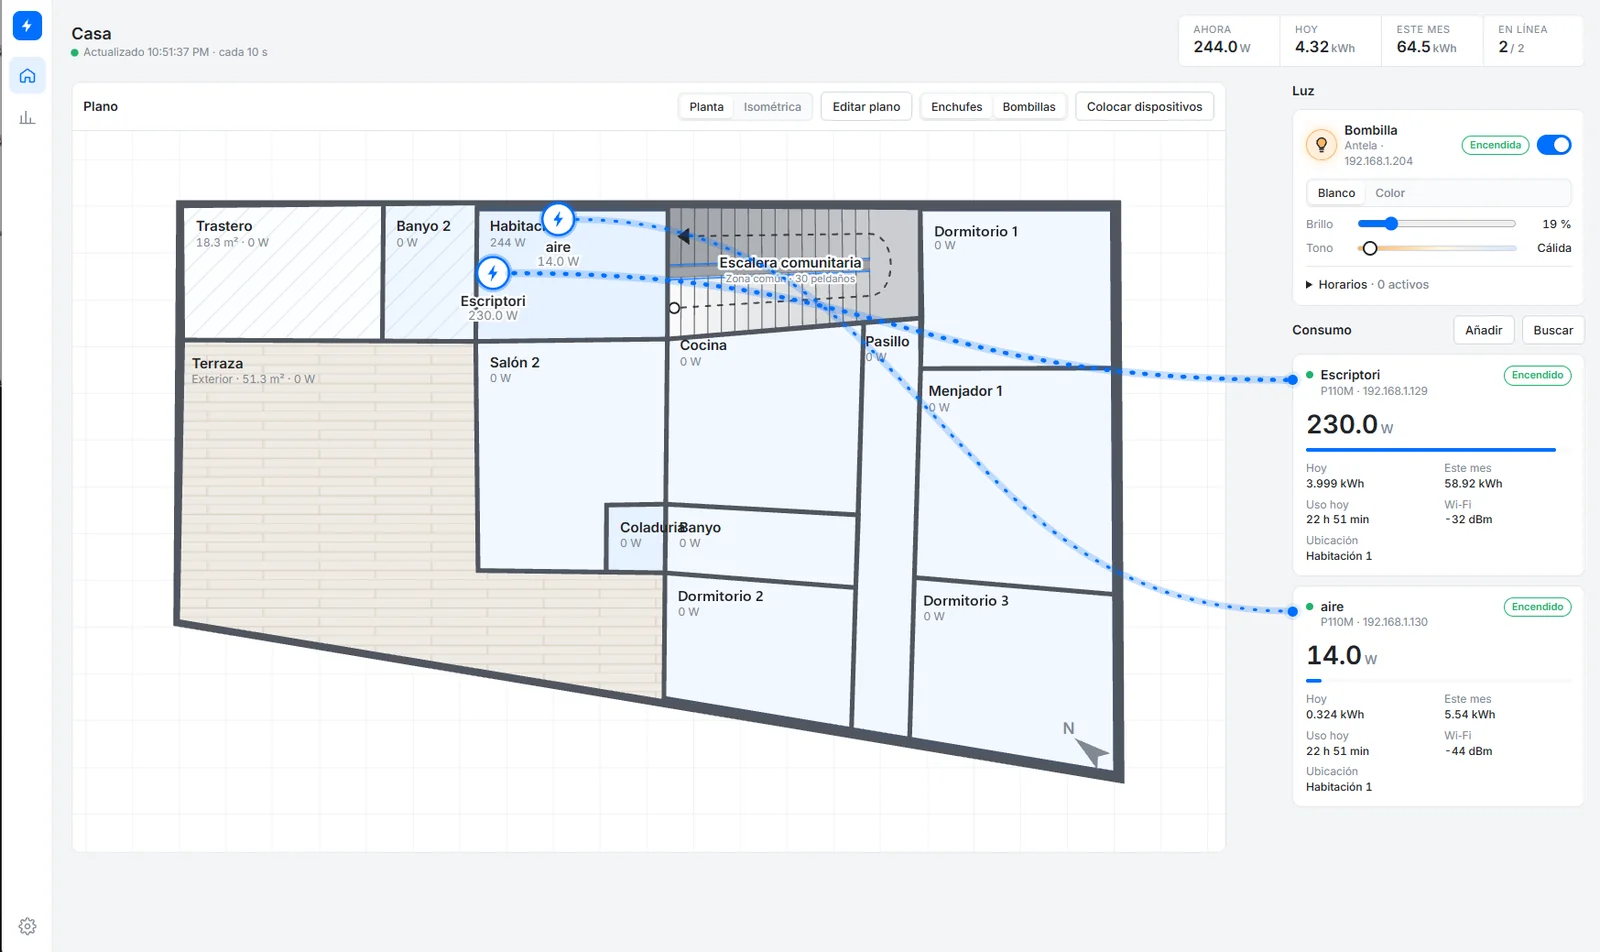 Casa
Actualizado 10:51:37 PM · cada 10 s
AHORA
244.0 W
HOY
4.32 kWh
ESTE MES
64.5 kWh
EN LÍNEA
2 / 2
Plano
Planta
Isométrica
Editar plano
Enchufes
Bombillas
Colocar dispositivos
Trastero
18.3 m² · 0 W
Banyo 2
0 W
Habitac
244 W
aire
14.0 W
Escriptori
230.0 W
Escalera comunitaria
Zona común · 30 peldaños
Dormitorio 1
0 W
Terraza
Exterior · 51.3 m² · 0 W
Salón 2
0 W
Cocina
0 W
Pasillo
0 W
Menjador 1
0 W
Coladuria
0 W
Banyo
0 W
Dormitorio 2
0 W
Dormitorio 3
0 W
N
Luz
Bombilla
Antela ·
192.168.1.204
Encendida
Blanco
Color
Brillo
19 %
Tono
Cálida
Horarios · 0 activos
Consumo
Añadir
Buscar
Escriptori
P110M · 192.168.1.129
Encendido
230.0 W
Hoy
3.999 kWh
Este mes
58.92 kWh
Uso hoy
22 h 51 min
Wi-Fi
-32 dBm
Ubicación
Habitación 1
aire
P110M · 192.168.1.130
Encendido
14.0 W
Hoy
0.324 kWh
Este mes
5.54 kWh
Uso hoy
22 h 51 min
Wi-Fi
-44 dBm
Ubicación
Habitación 1